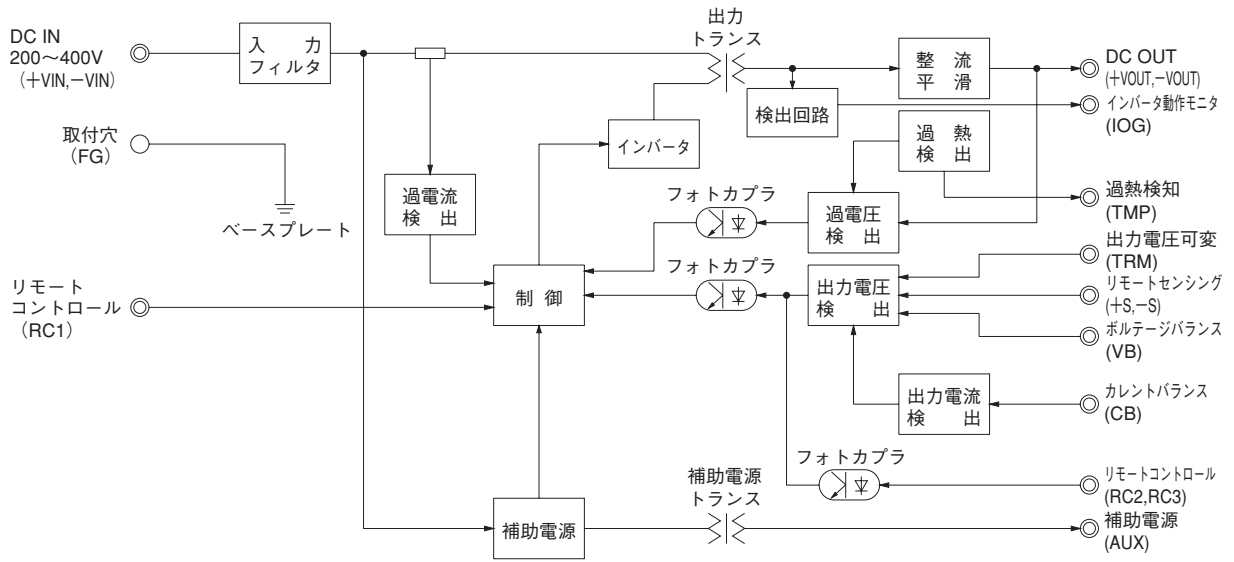 DC IN
200〜400V
(+VIN,−VIN)
入　力
フィルタ
出力
トランス
整　流
平　滑
DC OUT
(+VOUT,−VOUT)
検出回路
インバータ動作モニタ
(IOG)
取付穴
(FG)
ベースプレート
過電流
検　出
インバータ
過　熱
検　出
過熱検知
(TMP)
フォトカプラ
過電圧
検　出
出力電圧可変
(TRM)
リモート
コントロール
(RC1)
制 御
フォトカプラ
出力電圧
検　出
リモートセンシング
(+S,−S)
ボルテージバランス
(VB)
出力電流
検　出
カレントバランス
(CB)
フォトカプラ
リモートコントロール
(RC2,RC3)
補助電源
補助電源
トランス
補助電源
(AUX)